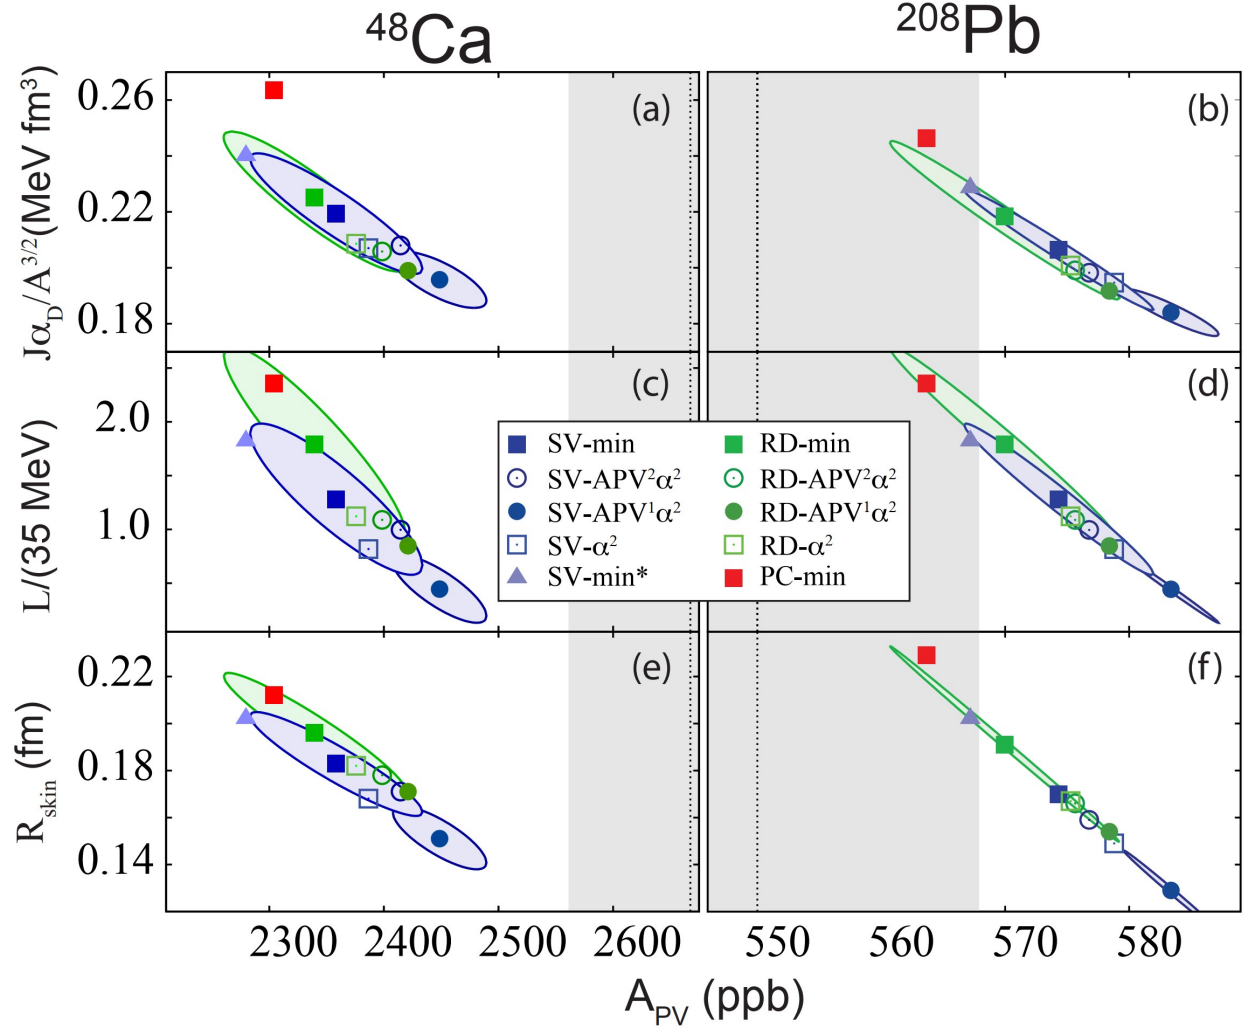 ⁴⁸Ca
²⁰⁸Pb
Jα_D/A^3/2(MeV fm³)
0.26
0.22
0.18
(a)
(b)
L/(35 MeV)
2.0
1.0
(c)
(d)
SV-min
RD-min
SV-APV²α²
RD-APV²α²
SV-APV¹α²
RD-APV¹α²
SV-α²
RD-α²
SV-min*
PC-min
R_skin (fm)
0.22
0.18
0.14
(e)
(f)
2300 2400 2500 2600 550 560 570 580
A_PV (ppb)